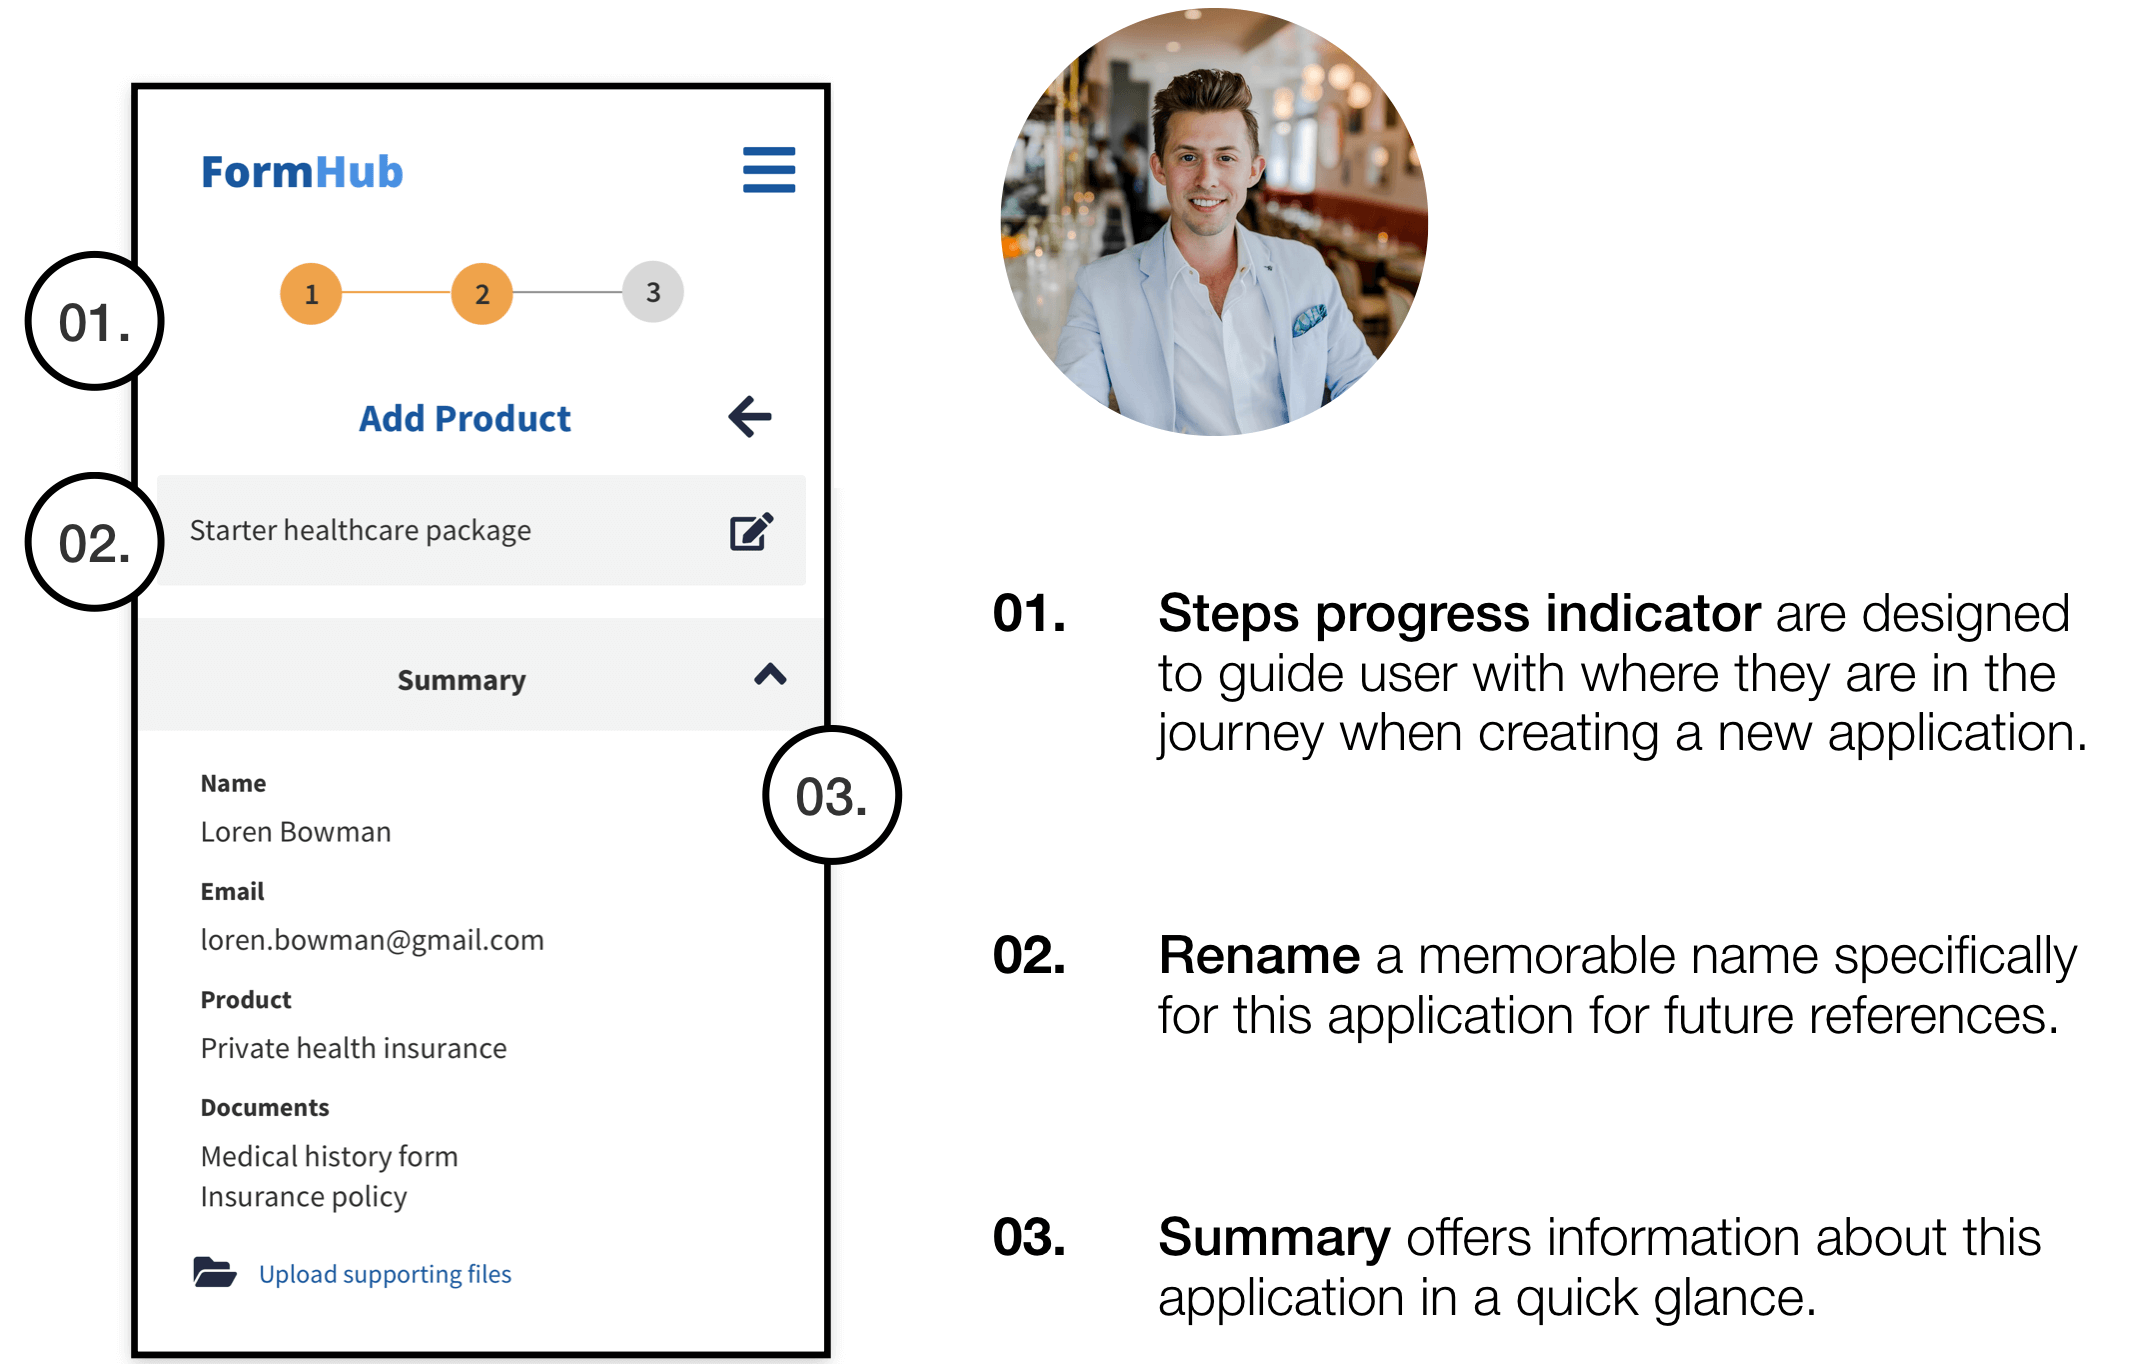 FormHub
1
2
3
01.
Add Product
02.
Starter healthcare package
Summary
03.
Name
Loren Bowman
Email
loren.bowman@gmail.com
Product
Private health insurance
Documents
Medical history form
Insurance policy
Upload supporting files
01. Steps progress indicator are designed
to guide user with where they are in the
journey when creating a new application.
02. Rename a memorable name specifically
for this application for future references.
03. Summary offers information about this
application in a quick glance.